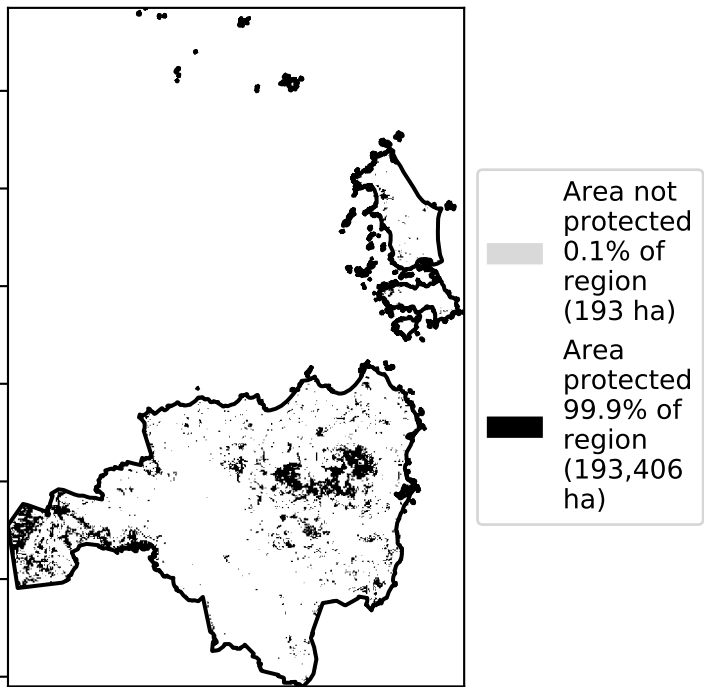 Area not
protected
0.1% of
region
(193 ha)
Area
protected
99.9% of
region
(193,406
ha)